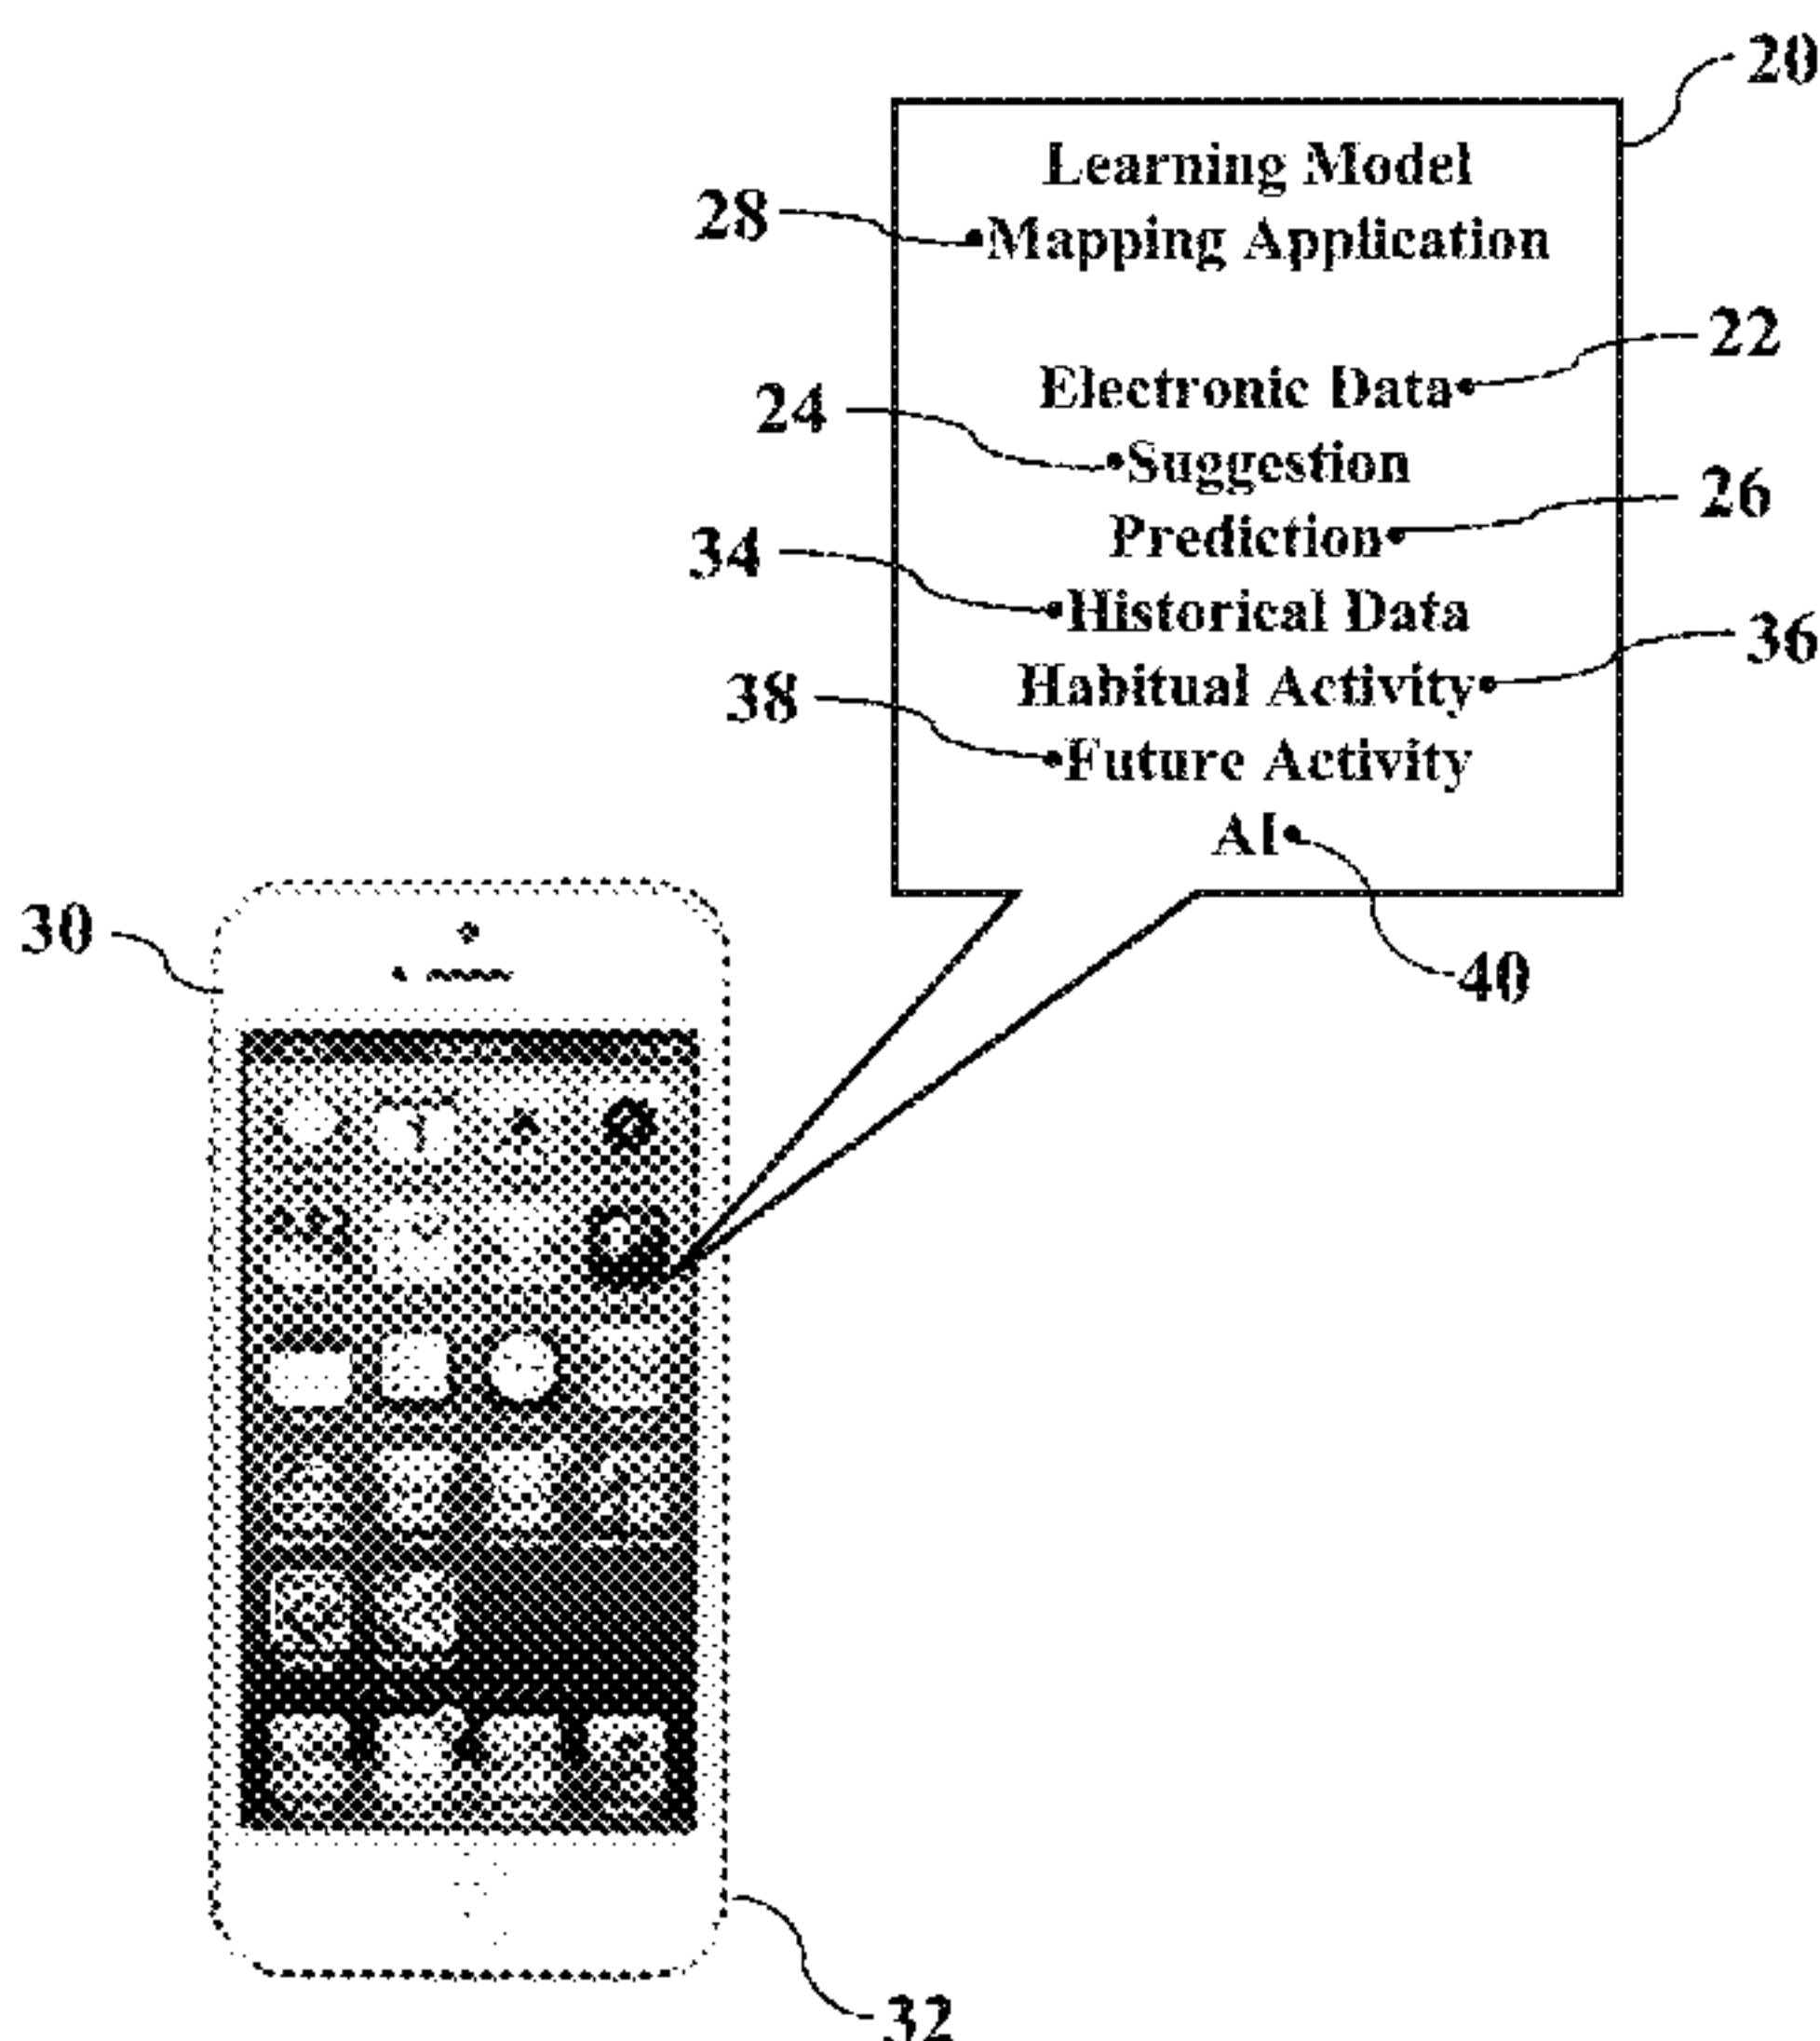 20
Learning Model
28
Mapping Application
22
Electronic Data
24
Suggestion
26
Prediction
34
Historical Data
36
Habitual Activity
38
Future Activity
AI
30
40
32